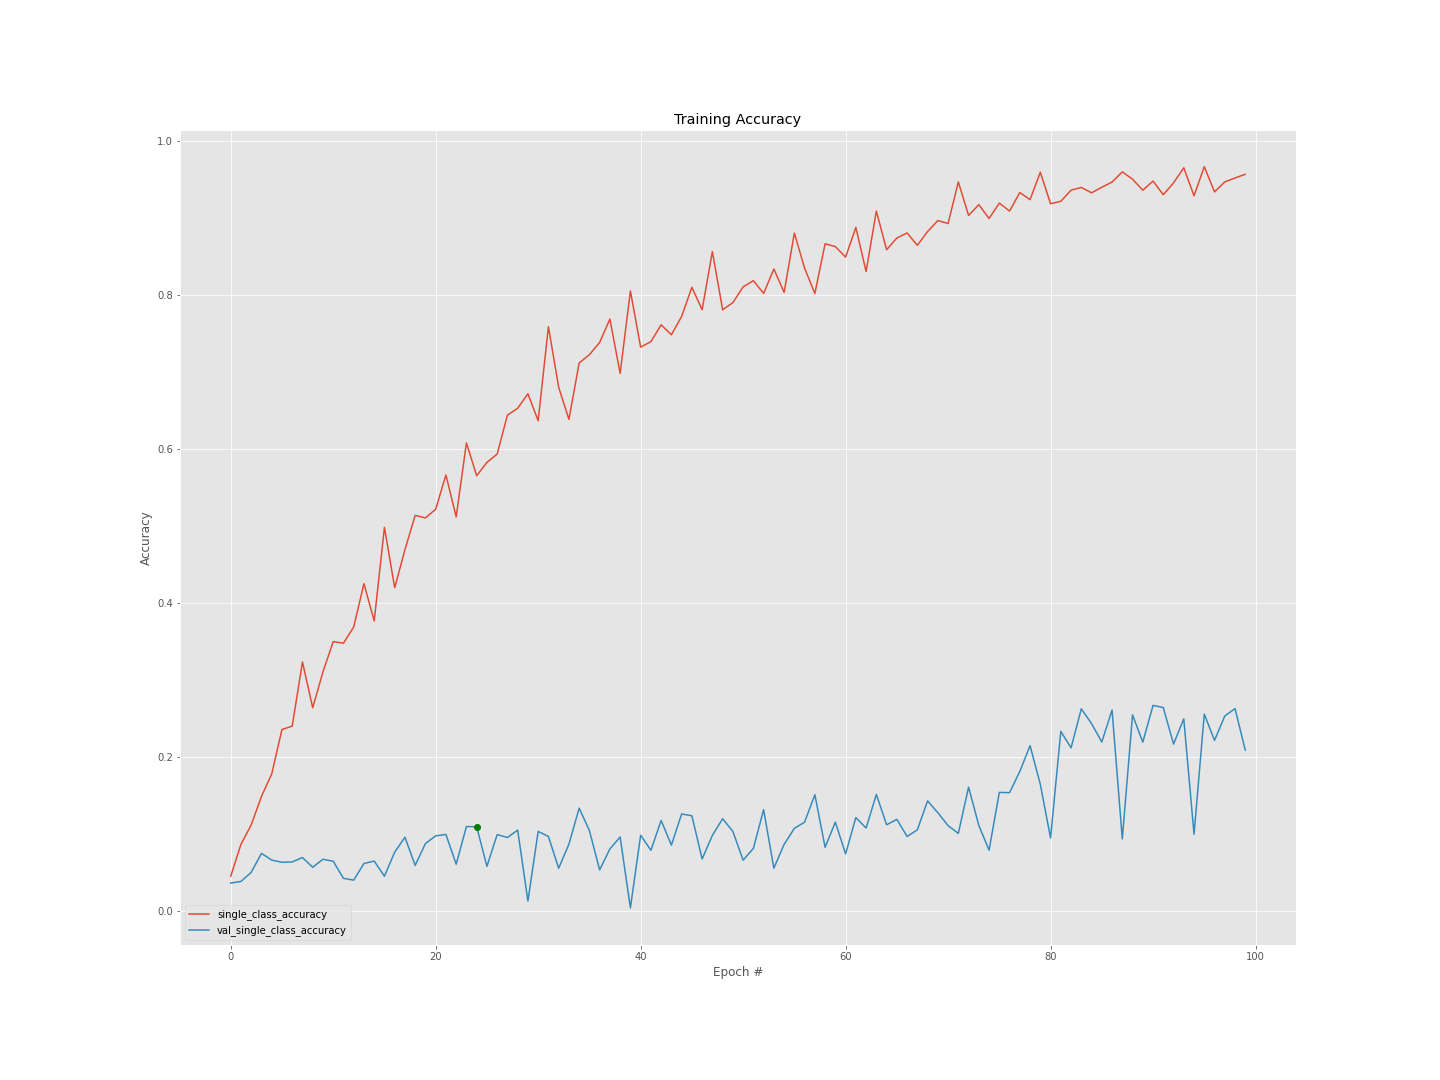 Training Accuracy
1.0
0.8
0.6
0.4
0.2
0.0
Accuracy
single_class_accuracy
val_single_class_accuracy
0 20 40 60 80 100
Epoch #